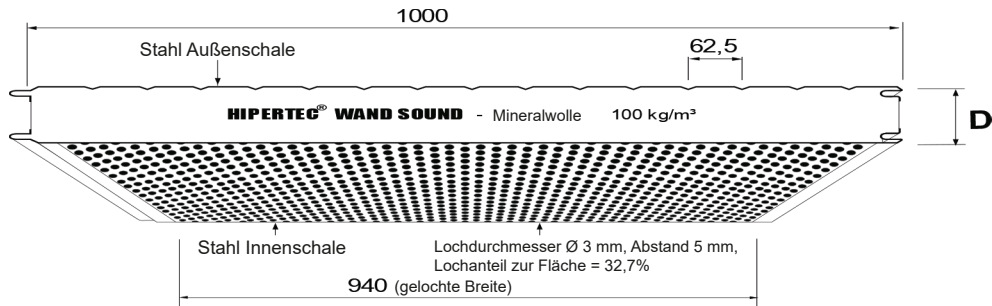 1000
Stahl Außenschale
62,5
HIPERTEC® WAND SOUND - Mineralwolle 100 kg/m³
D
Stahl Innenschale
Lochdurchmesser Ø 3 mm, Abstand 5 mm,
Lochanteil zur Fläche = 32,7%
940 (gelochte Breite)